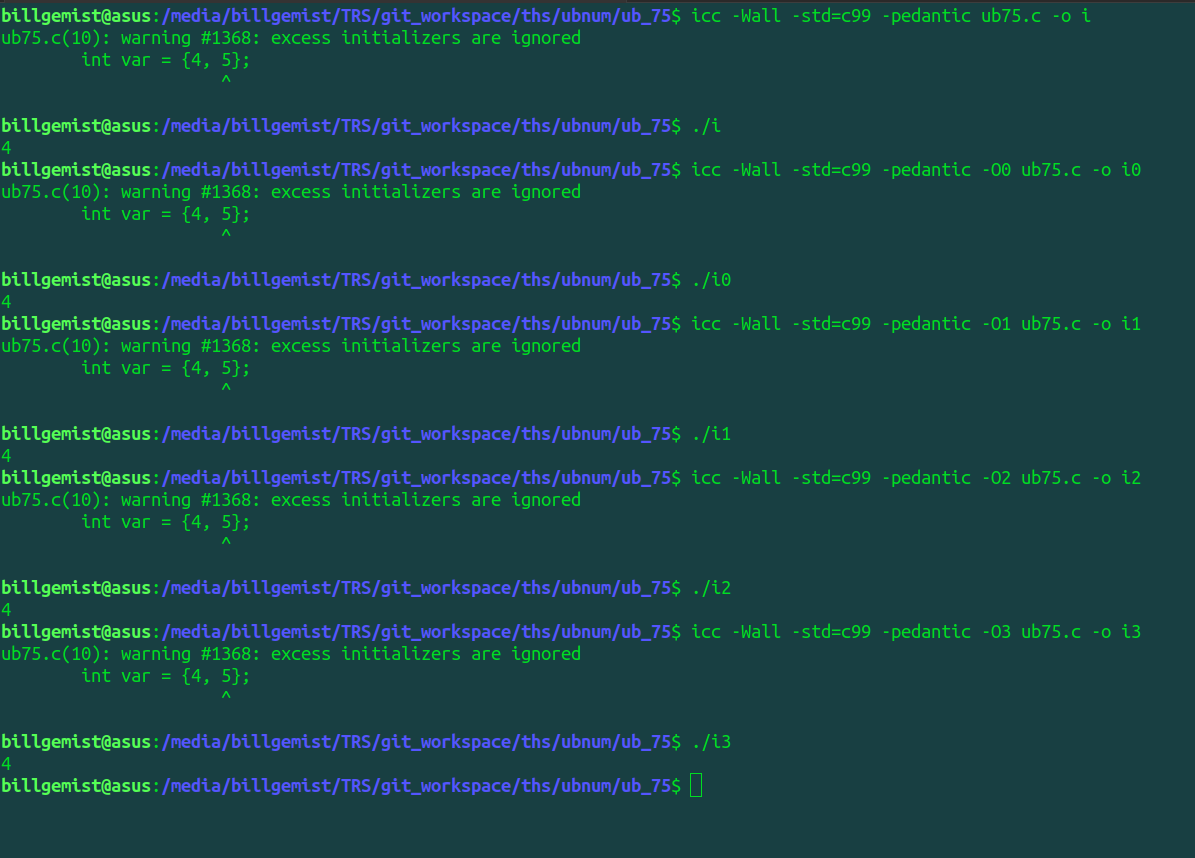 billgemist@asus:/media/billgemist/TRS/git_workspace/ths/ubnum/ub_75$ icc -Wall -std=c99 -pedantic ub75.c -o i
ub75.c(10): warning #1368: excess initializers are ignored
        int var = {4, 5};
                      ^
billgemist@asus:/media/billgemist/TRS/git_workspace/ths/ubnum/ub_75$ ./i
4
billgemist@asus:/media/billgemist/TRS/git_workspace/ths/ubnum/ub_75$ icc -Wall -std=c99 -pedantic -O0 ub75.c -o i0
ub75.c(10): warning #1368: excess initializers are ignored
        int var = {4, 5};
                      ^
billgemist@asus:/media/billgemist/TRS/git_workspace/ths/ubnum/ub_75$ ./i0
4
billgemist@asus:/media/billgemist/TRS/git_workspace/ths/ubnum/ub_75$ icc -Wall -std=c99 -pedantic -O1 ub75.c -o i1
ub75.c(10): warning #1368: excess initializers are ignored
        int var = {4, 5};
                      ^
billgemist@asus:/media/billgemist/TRS/git_workspace/ths/ubnum/ub_75$ ./i1
4
billgemist@asus:/media/billgemist/TRS/git_workspace/ths/ubnum/ub_75$ icc -Wall -std=c99 -pedantic -O2 ub75.c -o i2
ub75.c(10): warning #1368: excess initializers are ignored
        int var = {4, 5};
                      ^
billgemist@asus:/media/billgemist/TRS/git_workspace/ths/ubnum/ub_75$ ./i2
4
billgemist@asus:/media/billgemist/TRS/git_workspace/ths/ubnum/ub_75$ icc -Wall -std=c99 -pedantic -O3 ub75.c -o i3
ub75.c(10): warning #1368: excess initializers are ignored
        int var = {4, 5};
                      ^
billgemist@asus:/media/billgemist/TRS/git_workspace/ths/ubnum/ub_75$ ./i3
4
billgemist@asus:/media/billgemist/TRS/git_workspace/ths/ubnum/ub_75$